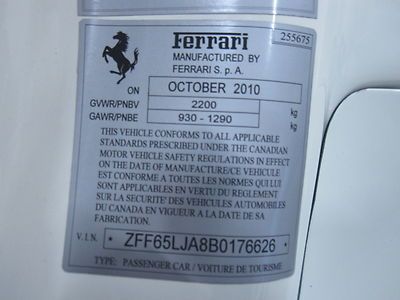 Ferrari
255675
MANUFACTURED BY
FERRARI S. p. A.
ON OCTOBER 2010
GVWR/PNBV 2200 kg
GAWR/PNBE 930 - 1290 kg
THIS VEHICLE CONFORMS TO ALL APPLICABLE
STANDARDS PRESCRIBED UNDER THE CANADIAN
MOTOR VEHICLE SAFETY REGULATIONS IN EFFECT
ON THE DATE OF MANUFACTURE/CE VEHICULE
EST CONFORME A TOUTES LES NORMES QUI LUI
SONT APPLICABLES EN VERTU DU REGLEMENT
SUR LA SECURITE' DES VEHICULES AUTOMOBILES
DU CANADA EN VIGUEUR A LA DATE DE SA
FABRICATION.
V.I.N. * ZFF65LJA8B0176626 *
TYPE: PASSENGER CAR / VOITURE DE TOURISME